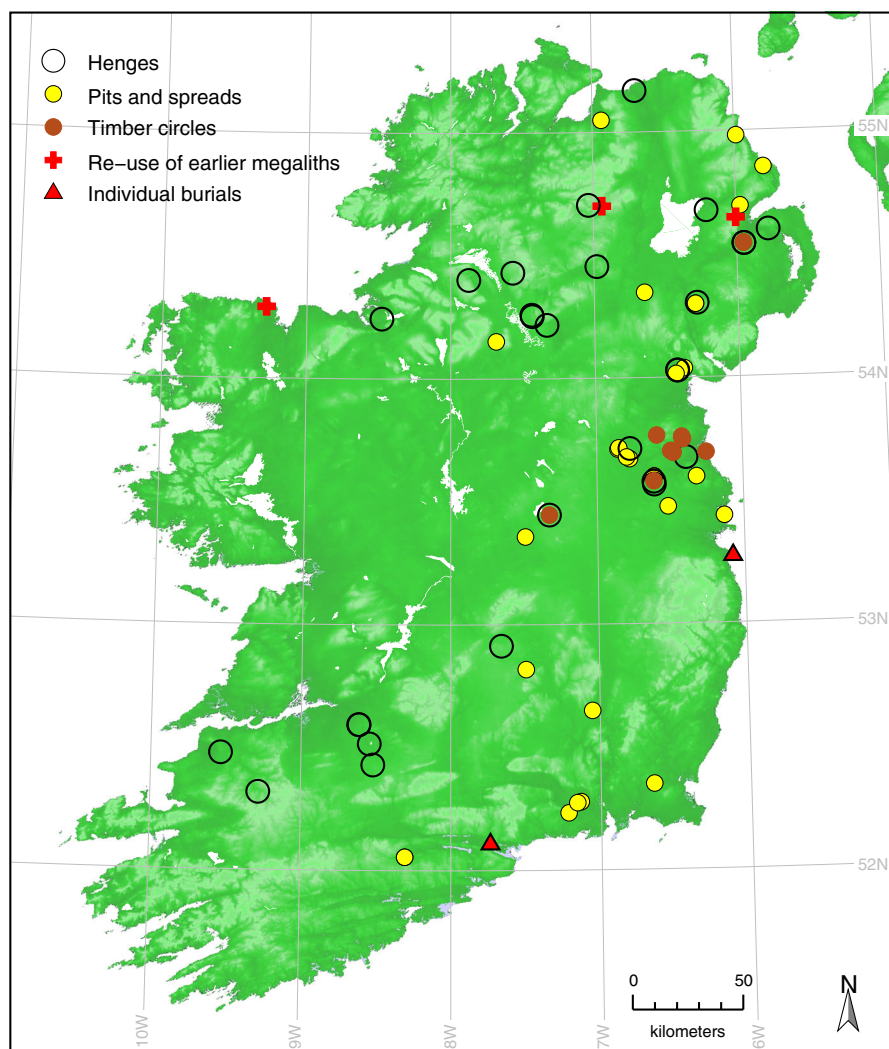 Henges
Pits and spreads
Timber circles
Re−use of earlier megaliths
Individual burials
55N
54N
53N
52N
10W
9W
8W
7W
6W
0 50
kilometers
N